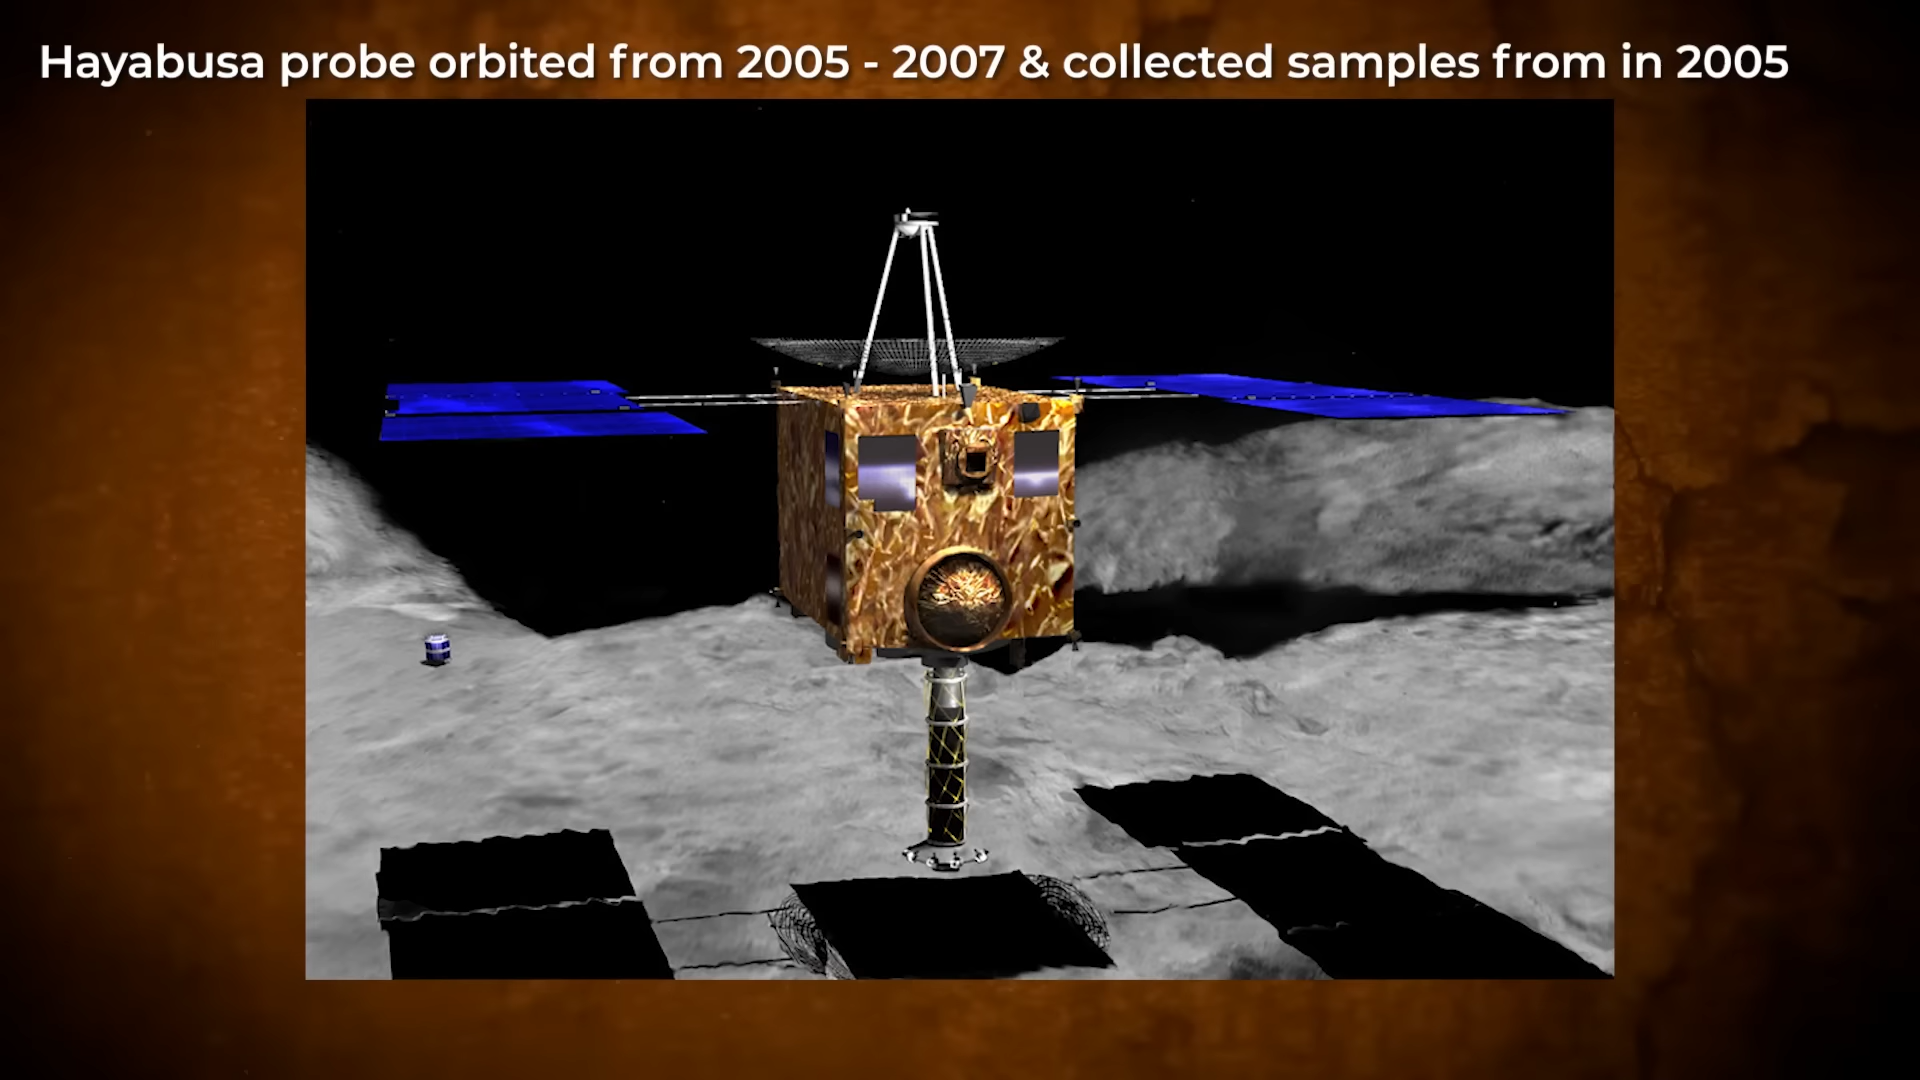 Hayabusa probe orbited from 2005 - 2007 & collected samples from in 2005